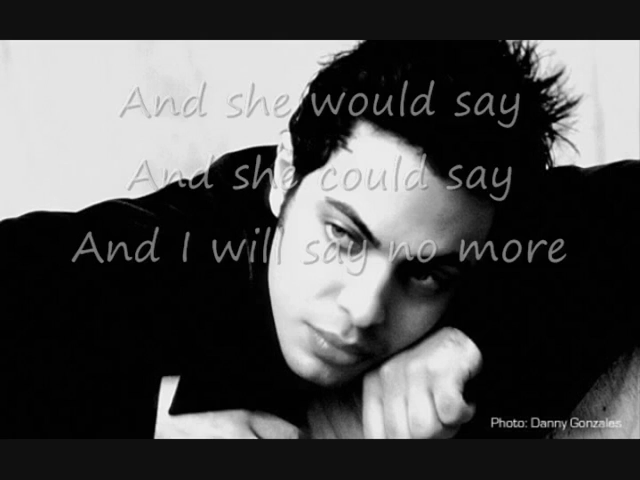 And she would say
And she could say
And I will say no more
Photo: Danny Gonzales